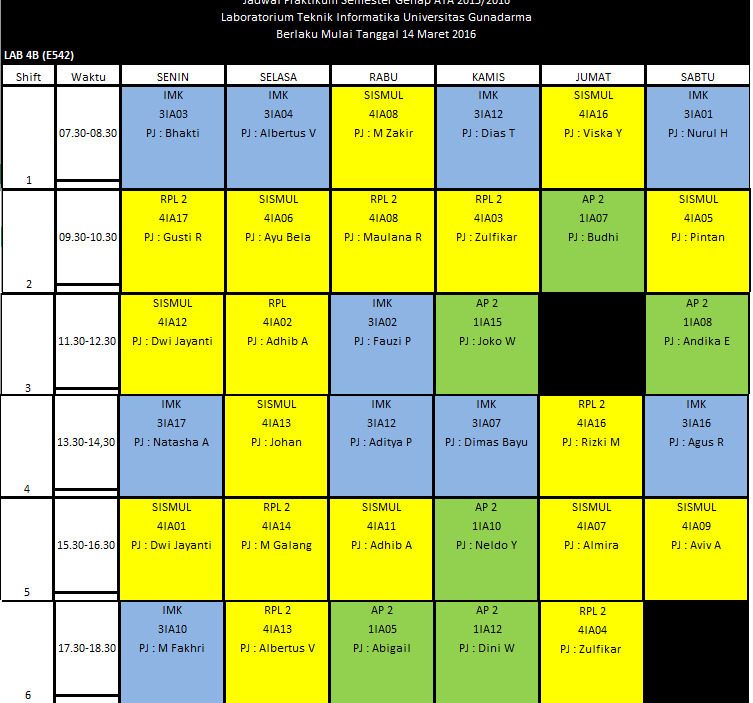 Jadwal Praktikum Semester Genap ATA 2015/2016
Laboratorium Teknik Informatika Universitas Gunadarma
Berlaku Mulai Tanggal 14 Maret 2016
LAB 4B (E542)
Shift Waktu SENIN SELASA RABU KAMIS JUMAT SABTU
IMK IMK SISMUL IMK SISMUL IMK
3IA03 3IA04 4IA08 3IA12 4IA16 3IA01
07.30-08.30 PJ : Bhakti PJ : Albertus V PJ : M Zakir PJ : Dias T PJ : Viska Y PJ : Nurul H
1
RPL 2 SISMUL RPL 2 RPL 2 AP 2 SISMUL
4IA17 4IA06 4IA08 4IA03 1IA07 4IA05
09.30-10.30 PJ : Gusti R PJ : Ayu Bela PJ : Maulana R PJ : Zulfikar PJ : Budhi PJ : Pintan
2
SISMUL RPL IMK AP 2 AP 2
4IA12 4IA02 3IA02 1IA15 1IA08
11.30-12.30 PJ : Dwi Jayanti PJ : Adhib A PJ : Fauzi P PJ : Joko W PJ : Andika E
3
IMK SISMUL IMK IMK RPL 2 IMK
3IA17 4IA13 3IA12 3IA07 4IA16 3IA16
13.30-14,30 PJ : Natasha A PJ : Johan PJ : Aditya P PJ : Dimas Bayu PJ : Rizki M PJ : Agus R
4
SISMUL RPL 2 SISMUL AP 2 SISMUL SISMUL
4IA01 4IA14 4IA11 1IA10 4IA07 4IA09
15.30-16.30 PJ : Dwi Jayanti PJ : M Galang PJ : Adhib A PJ : Neldo Y PJ : Almira PJ : Aviv A
5
IMK RPL 2 AP 2 AP 2 RPL 2
3IA10 4IA13 1IA05 1IA12 4IA04
17.30-18.30 PJ : M Fakhri PJ : Albertus V PJ : Abigail PJ : Dini W PJ : Zulfikar
6